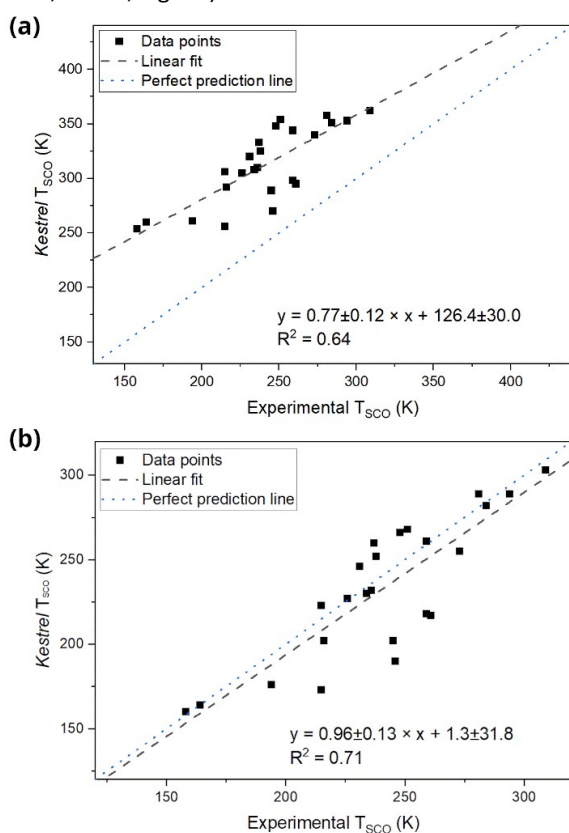 (a)
Data points
Linear fit
Perfect prediction line
400
350
300
250
200
150
Kestrel T_SCO (K)
y = 0.77±0.12 × x + 126.4±30.0
R² = 0.64
150 200 250 300 350 400
Experimental T_SCO (K)
(b)
Data points
Linear fit
Perfect prediction line
300
250
200
150
Kestrel T_SCO (K)
y = 0.96±0.13 × x + 1.3±31.8
R² = 0.71
150 200 250 300
Experimental T_SCO (K)